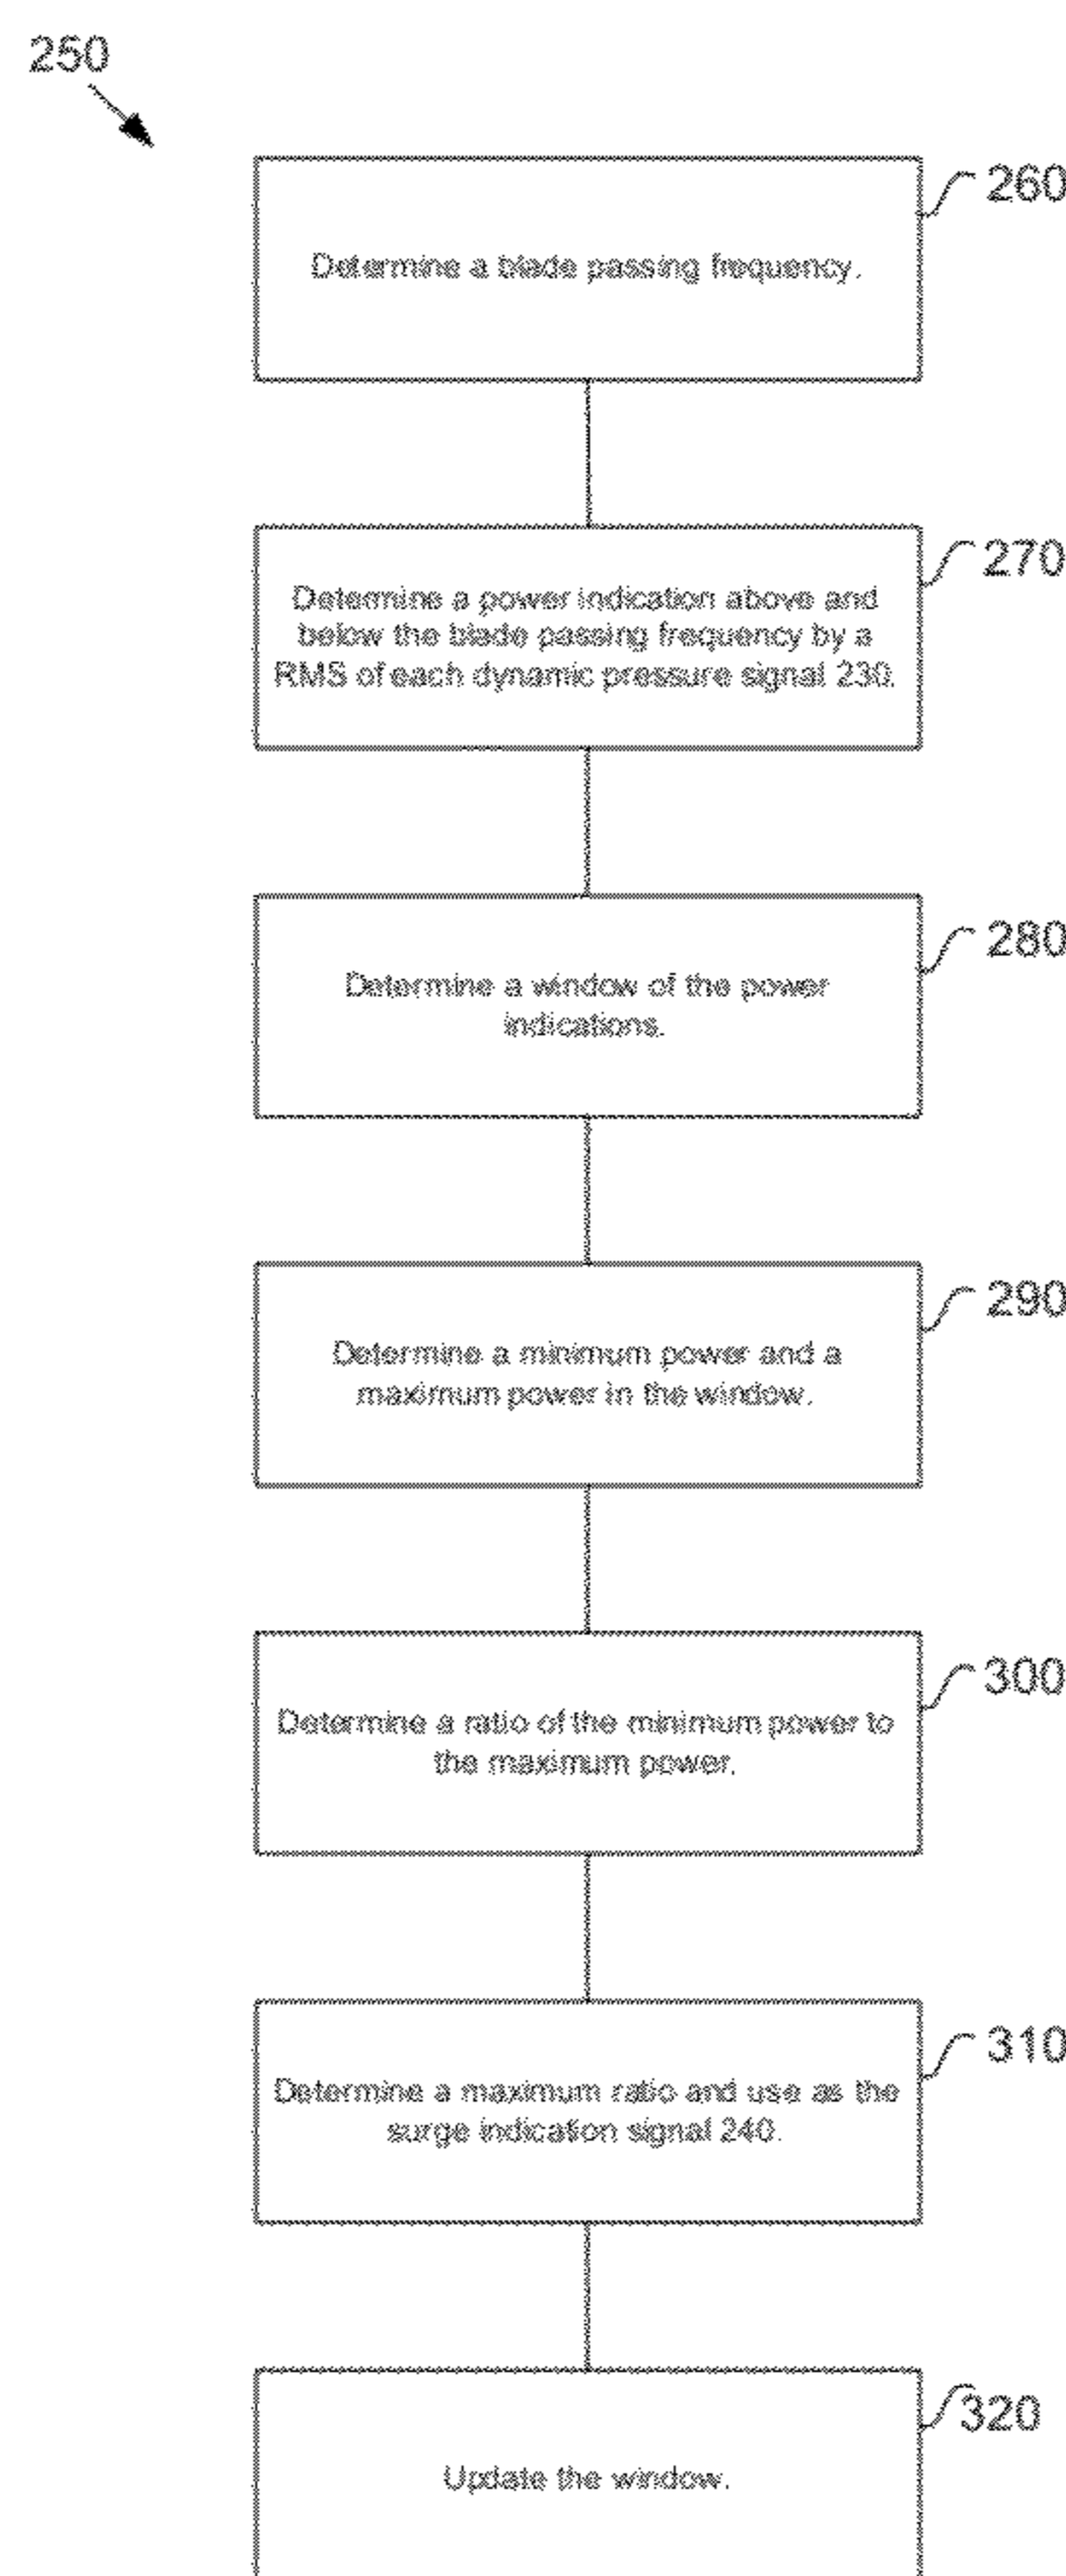 250
260
Determine a blade passing frequency.
270
Determine a power indication above and
below the blade passing frequency by a
RMS of each dynamic pressure signal 230.
280
Determine a window of the power
indications.
290
Determine a minimum power and a
maximum power in the window.
300
Determine a ratio of the minimum power to
the maximum power.
310
Determine a maximum ratio and use as the
surge indication signal 240.
320
Update the window.